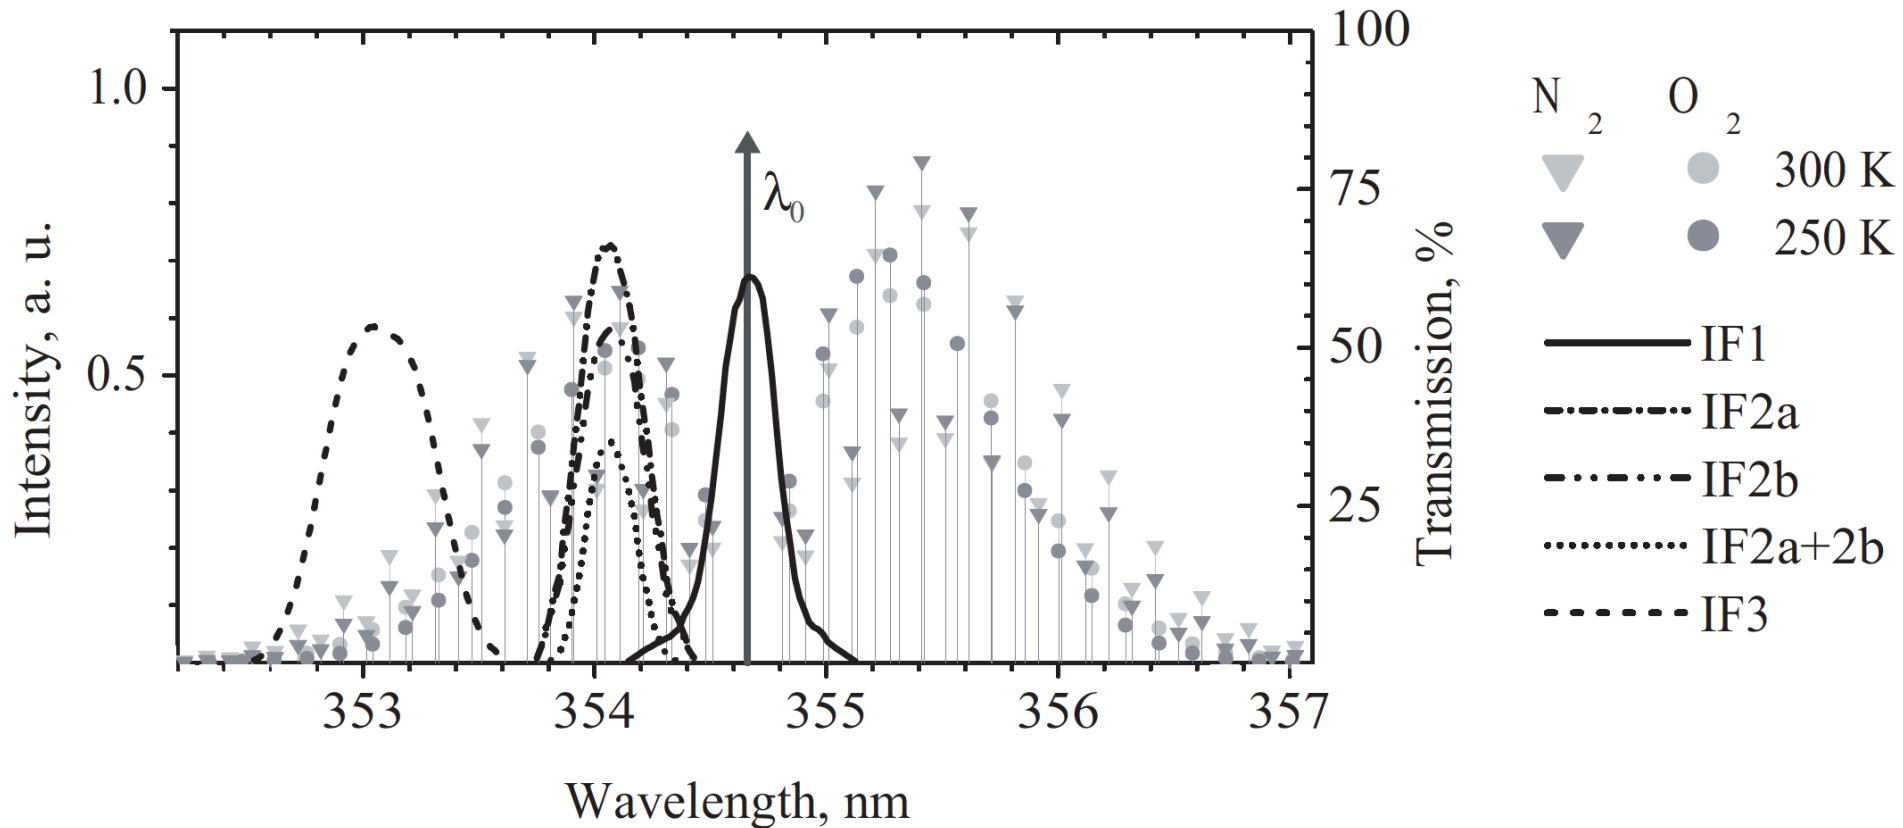 Intensity, a. u.
1.0
0.5
353
354
355
356
357
Wavelength, nm
100
75
50
25
Transmission, %
λ0
N2 O2
300 K
250 K
IF1
IF2a
IF2b
IF2a+2b
IF3